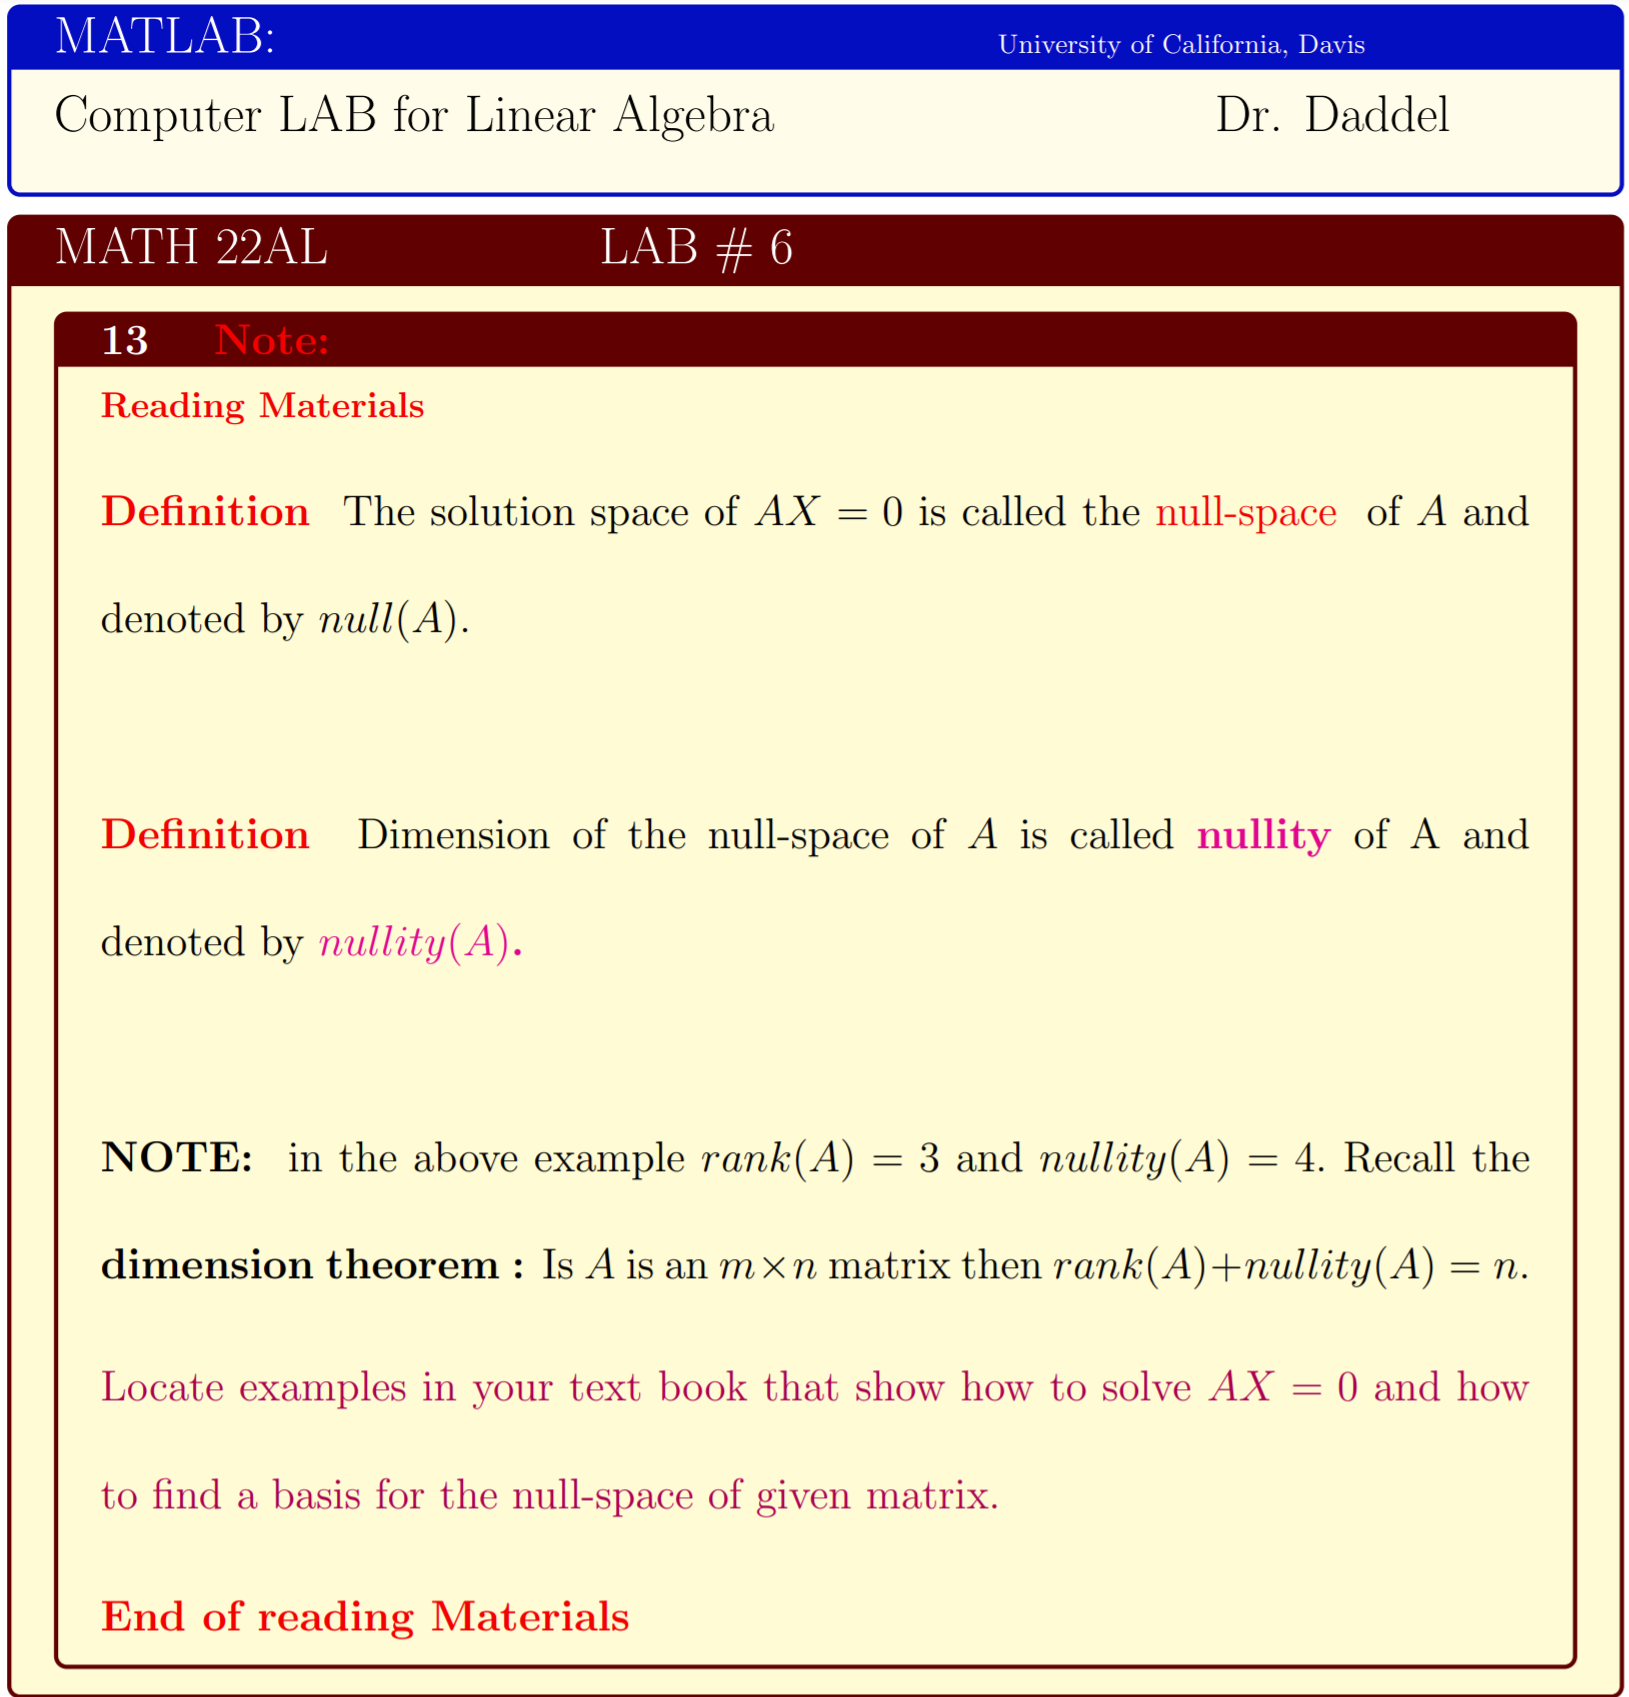 MATLAB: University of California, Davis
Computer LAB for Linear Algebra Dr. Daddel
MATH 22AL LAB # 6
13 Note:
Reading Materials
Definition The solution space of AX = 0 is called the null-space of A and
denoted by null(A).
Definition Dimension of the null-space of A is called nullity of A and
denoted by nullity(A).
NOTE: in the above example rank(A) = 3 and nullity(A) = 4. Recall the
dimension theorem : Is A is an m×n matrix then rank(A)+nullity(A) = n.
Locate examples in your text book that show how to solve AX = 0 and how
to find a basis for the null-space of given matrix.
End of reading Materials